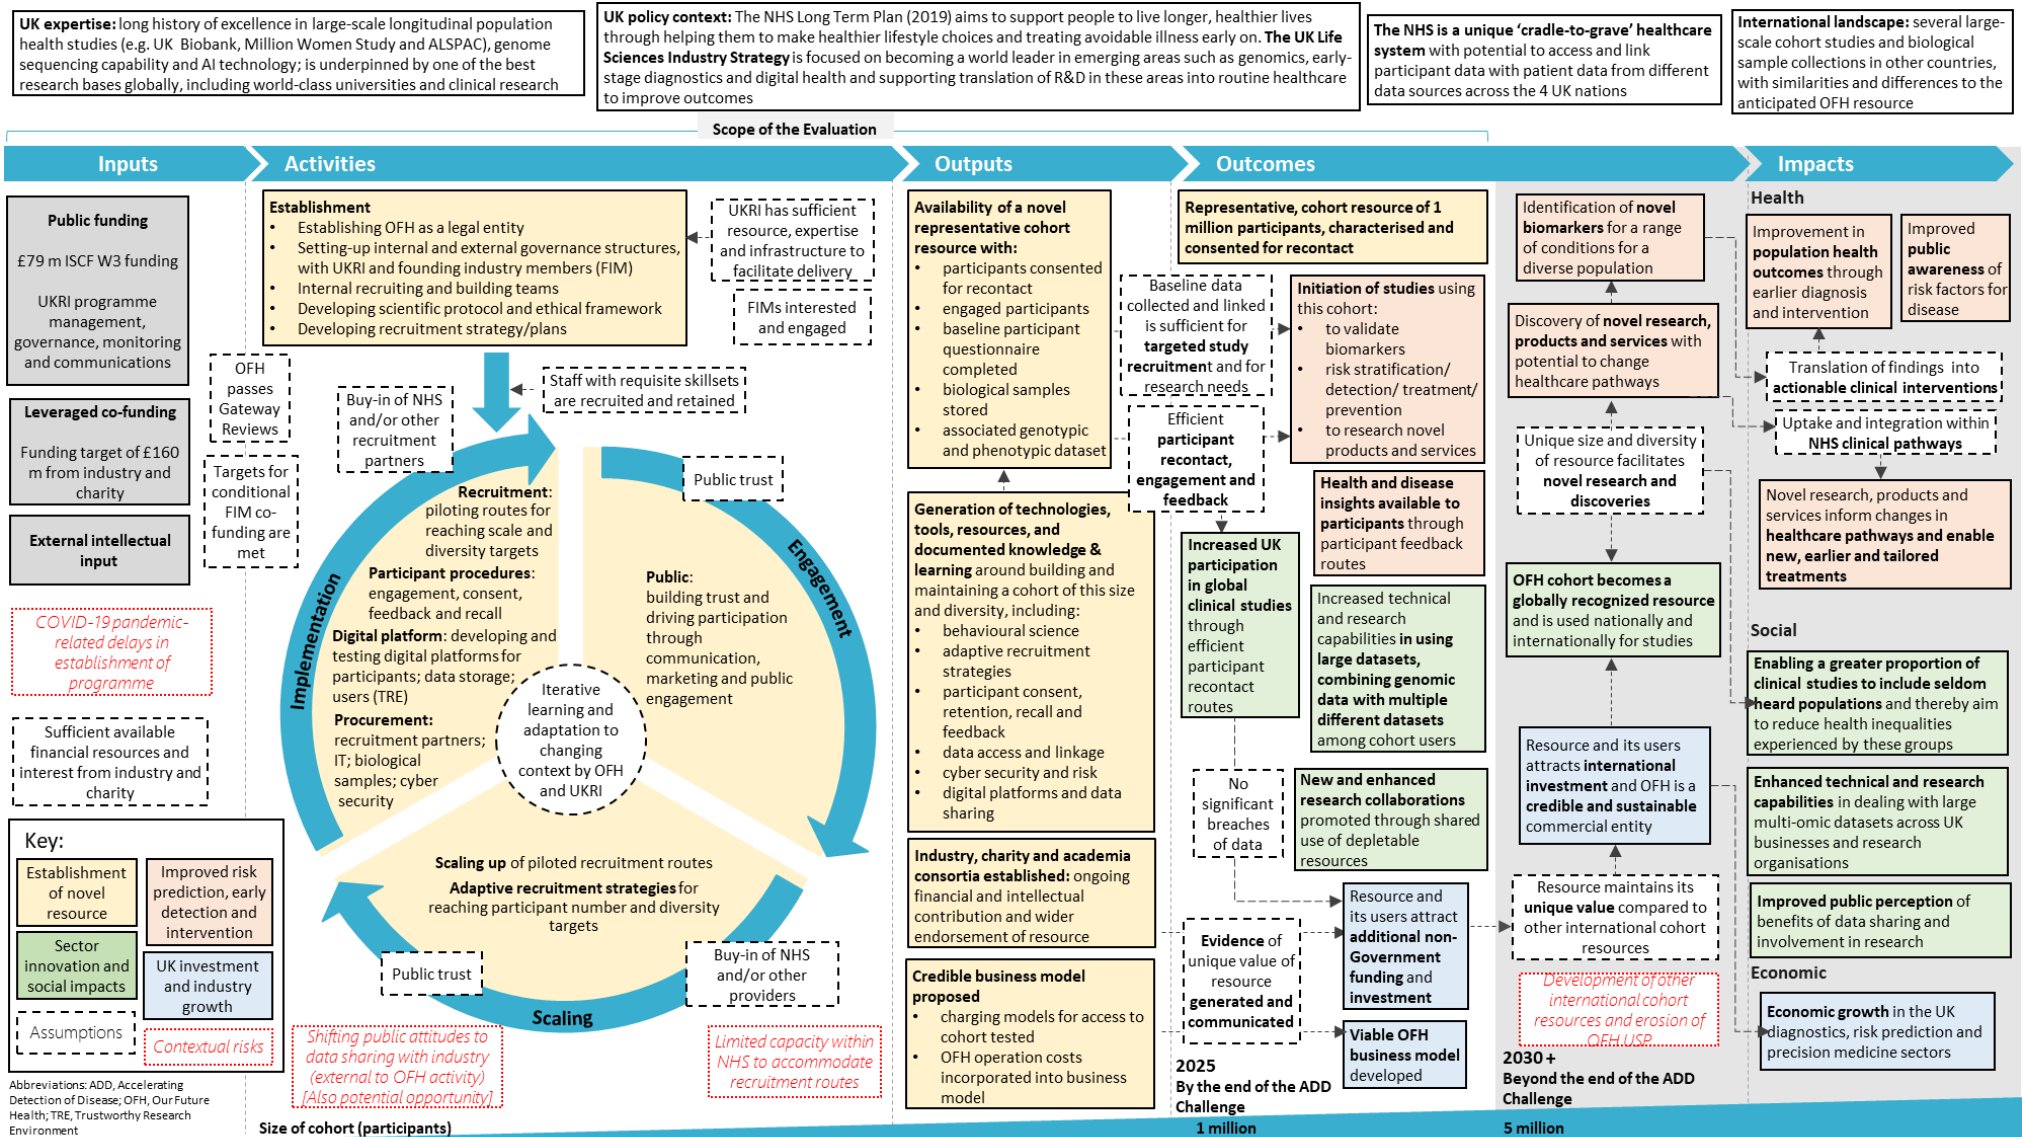 UK expertise: long history of excellence in large-scale longitudinal population
health studies (e.g. UK Biobank, Million Women Study and ALSPAC), genome
sequencing capability and AI technology; is underpinned by one of the best
research bases globally, including world-class universities and clinical research
UK policy context: The NHS Long Term Plan (2019) aims to support people to live longer, healthier lives
through helping them to make healthier lifestyle choices and treating avoidable illness early on. The UK Life
Sciences Industry Strategy is focused on becoming a world leader in emerging areas such as genomics, early-
stage diagnostics and digital health and supporting translation of R&D in these areas into routine healthcare
to improve outcomes
The NHS is a unique ‘cradle-to-grave’ healthcare
system with potential to access and link
participant data with patient data from different
data sources across the 4 UK nations
International landscape: several large-
scale cohort studies and biological
sample collections in other countries,
with similarities and differences to the
anticipated OFH resource
Scope of the Evaluation
Inputs
Activities
Outputs
Outcomes
Impacts
Public funding
£79 m ISCF W3 funding
UKRI programme
management,
governance, monitoring
and communications
Leveraged co-funding
Funding target of £160
m from industry and
charity
External intellectual
input
COVID-19 pandemic-
related delays in
establishment of
programme
Sufficient available
financial resources and
interest from industry and
charity
OFH
passes
Gateway
Reviews
Targets for
conditional
FIM co-
funding are
met
Key:
Establishment
of novel
resource
Improved risk
prediction, early
detection and
intervention
Sector
innovation and
social impacts
UK investment
and industry
growth
Assumptions
Contextual risks
Abbreviations: ADD, Accelerating
Detection of Disease; OFH, Our Future
Health; TRE, Trustworthy Research
Environment
Establishment
• Establishing OFH as a legal entity
• Setting-up internal and external governance structures,
with UKRI and founding industry members (FIM)
• Internal recruiting and building teams
• Developing scientific protocol and ethical framework
• Developing recruitment strategy/plans
UKRI has sufficient
resource, expertise
and infrastructure to
facilitate delivery
FIMs interested
and engaged
Staff with requisite skillsets
are recruited and retained
Buy-in of NHS
and/or other
recruitment
partners
Public trust
Implementation
Engagement
Scaling
Recruitment:
piloting routes for
reaching scale and
diversity targets
Participant procedures:
engagement, consent,
feedback and recall
Digital platform: developing and
testing digital platforms for
participants; data storage;
users (TRE)
Procurement:
recruitment partners;
IT; biological
samples; cyber
security
Public:
building trust and
driving participation
through
communication,
marketing and public
engagement
Iterative
learning and
adaptation to
changing
context by OFH
and UKRI
Scaling up of piloted recruitment routes
Adaptive recruitment strategies for
reaching participant number and diversity
targets
Public trust
Buy-in of NHS
and/or other
providers
Shifting public attitudes to
data sharing with industry
(external to OFH activity)
[Also potential opportunity]
Limited capacity within
NHS to accommodate
recruitment routes
Availability of a novel
representative cohort
resource with:
• participants consented
for recontact
• engaged participants
• baseline participant
questionnaire
completed
• biological samples
stored
• associated genotypic
and phenotypic dataset
Generation of technologies,
tools, resources, and
documented knowledge &
learning around building and
maintaining a cohort of this size
and diversity, including:
• behavioural science
• adaptive recruitment
strategies
• participant consent,
retention, recall and
feedback
• data access and linkage
• cyber security and risk
• digital platforms and data
sharing
Industry, charity and academia
consortia established: ongoing
financial and intellectual
contribution and wider
endorsement of resource
Credible business model
proposed
• charging models for access to
cohort tested
• OFH operation costs
incorporated into business
model
Representative, cohort resource of 1
million participants, characterised and
consented for recontact
Baseline data
collected and linked
is sufficient for
targeted study
recruitment and for
research needs
Efficient
participant
recontact,
engagement and
feedback
Initiation of studies using
this cohort:
• to validate
biomarkers
• risk stratification/
detection/ treatment/
prevention
• to research novel
products and services
Health and disease
insights available to
participants through
participant feedback
routes
Increased UK
participation
in global
clinical studies
through
efficient
participant
recontact
routes
Increased technical
and research
capabilities in using
large datasets,
combining genomic
data with multiple
different datasets
among cohort users
No
significant
breaches
of data
New and enhanced
research collaborations
promoted through shared
use of depletable
resources
Evidence of
unique value of
resource
generated and
communicated
Resource and
its users attract
additional non-
Government
funding and
investment
Viable OFH
business model
developed
2025
By the end of the ADD
Challenge
Identification of novel
biomarkers for a range
of conditions for a
diverse population
Discovery of novel research,
products and services with
potential to change
healthcare pathways
Unique size and diversity
of resource facilitates
novel research and
discoveries
OFH cohort becomes a
globally recognized resource
and is used nationally and
internationally for studies
Resource and its users
attracts international
investment and OFH is a
credible and sustainable
commercial entity
Resource maintains its
unique value compared to
other international cohort
resources
Development of other
international cohort
resources and erosion of
OFH USP
2030 +
Beyond the end of the ADD
Challenge
Health
Improvement in
population health
outcomes through
earlier diagnosis
and intervention
Improved
public
awareness of
risk factors for
disease
Translation of findings into
actionable clinical interventions
Uptake and integration within
NHS clinical pathways
Novel research, products and
services inform changes in
healthcare pathways and enable
new, earlier and tailored
treatments
Social
Enabling a greater proportion of
clinical studies to include seldom
heard populations and thereby aim
to reduce health inequalities
experienced by these groups
Enhanced technical and research
capabilities in dealing with large
multi-omic datasets across UK
businesses and research
organisations
Improved public perception of
benefits of data sharing and
involvement in research
Economic
Economic growth in the UK
diagnostics, risk prediction and
precision medicine sectors
Size of cohort (participants)
1 million
5 million